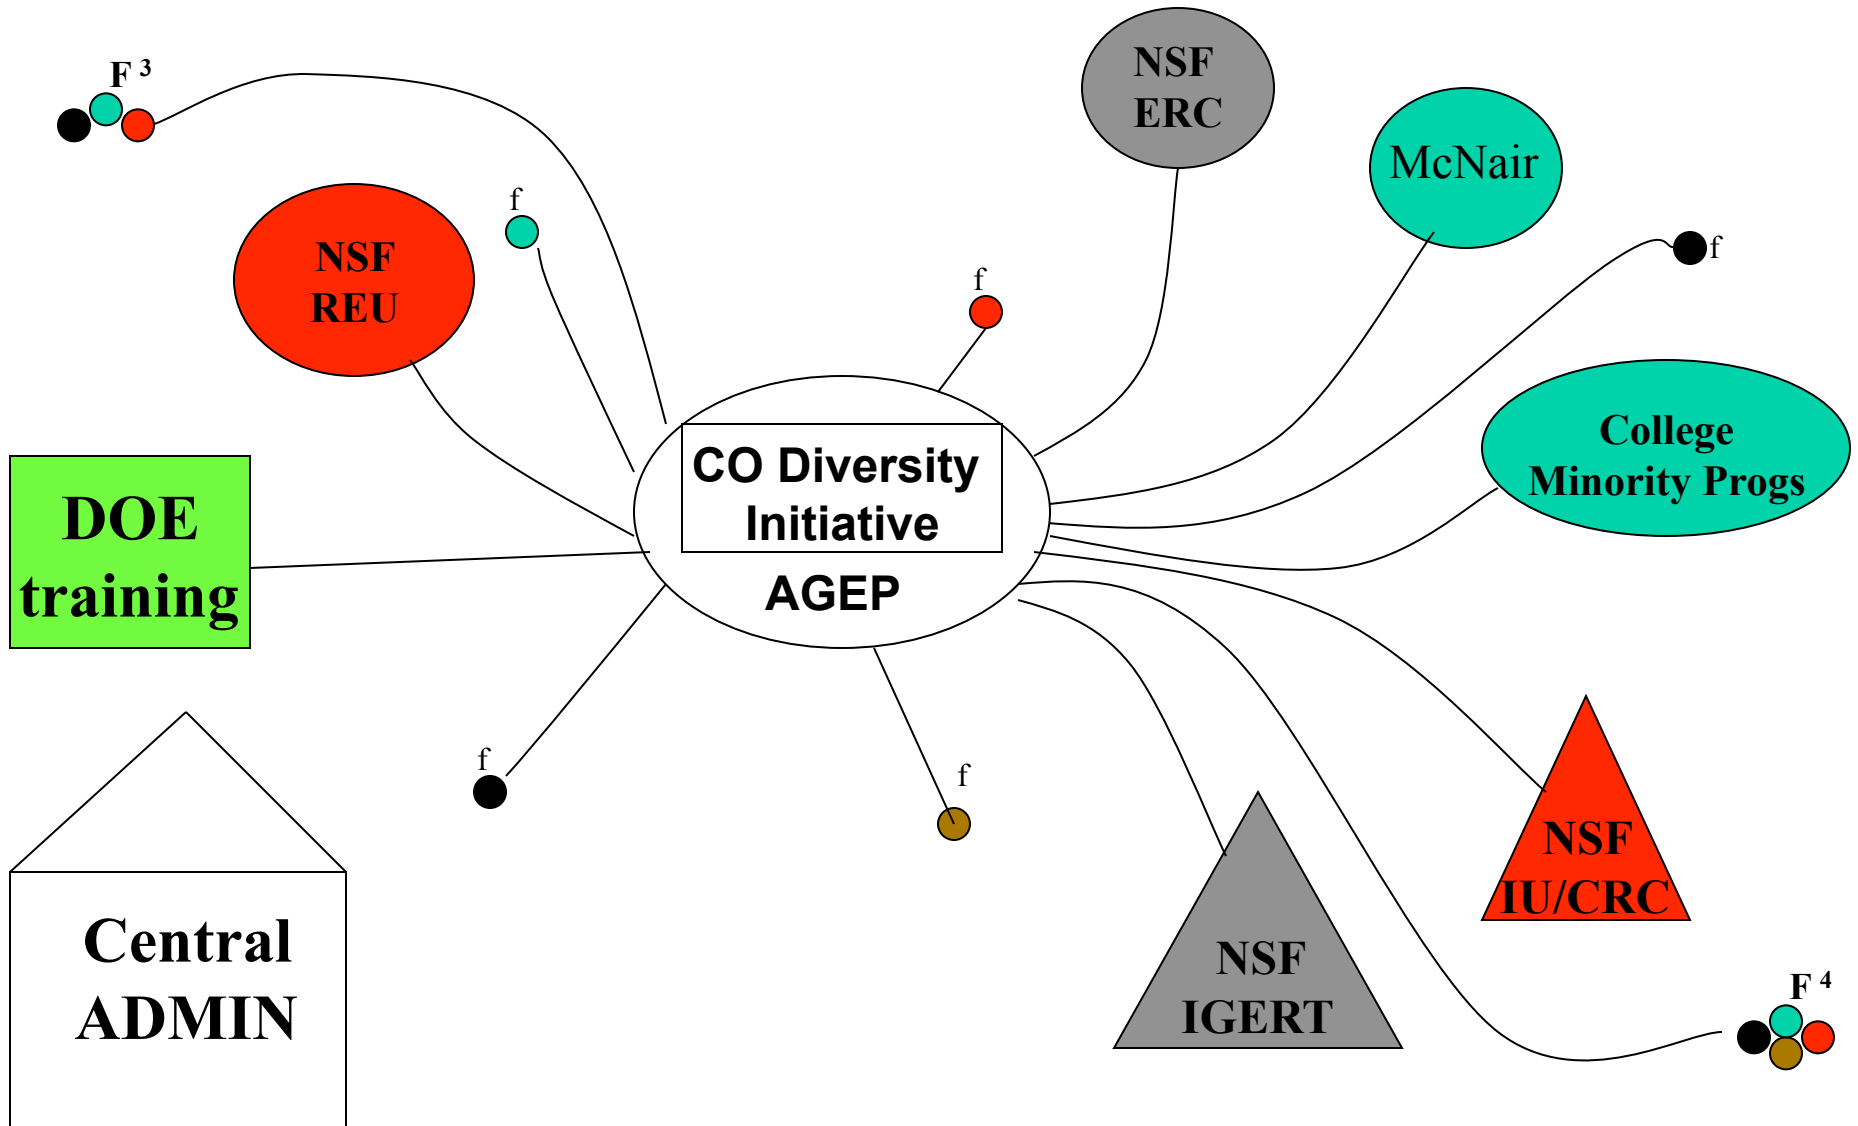 F 3
NSF
ERC
McNair
f
f
NSF
REU
f
College
Minority Progs
CO Diversity
Initiative
AGEP
DOE
training
f
f
NSF
IU/CRC
Central
ADMIN
NSF
IGERT
F 4